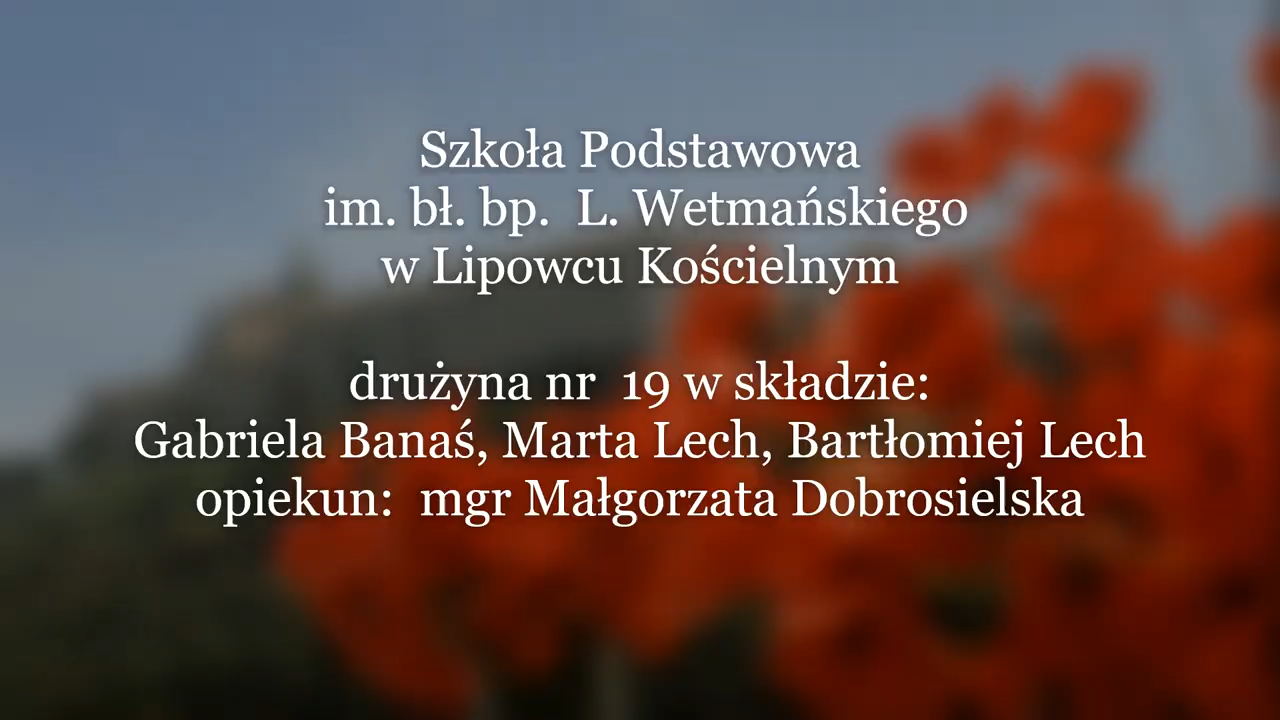 Szkoła Podstawowa
im. bł. bp. L. Wetmańskiego
w Lipowcu Kościelnym
drużyna nr 19 w składzie:
Gabriela Banaś, Marta Lech, Bartłomiej Lech
opiekun: mgr Małgorzata Dobrosielska